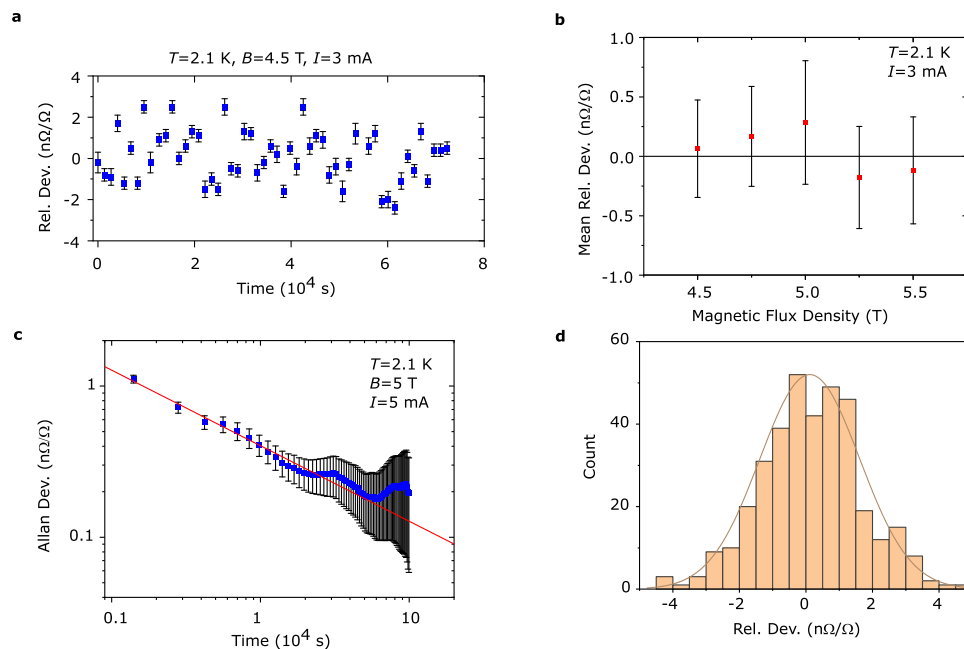 a
T=2.1 K, B=4.5 T, I=3 mA
4
2
0
-2
-4
Rel. Dev. (nΩ/Ω)
0 2 4 6 8
Time (10^4 s)
b
T=2.1 K
I=3 mA
1.0
0.5
0.0
-0.5
-1.0
Mean Rel. Dev. (nΩ/Ω)
4.5 5.0 5.5
Magnetic Flux Density (T)
c
T=2.1 K
B=5 T
I=5 mA
1
0.1
Allan Dev. (nΩ/Ω)
0.1 1 10
Time (10^4 s)
d
60
40
20
0
Count
-4 -2 0 2 4
Rel. Dev. (nΩ/Ω)